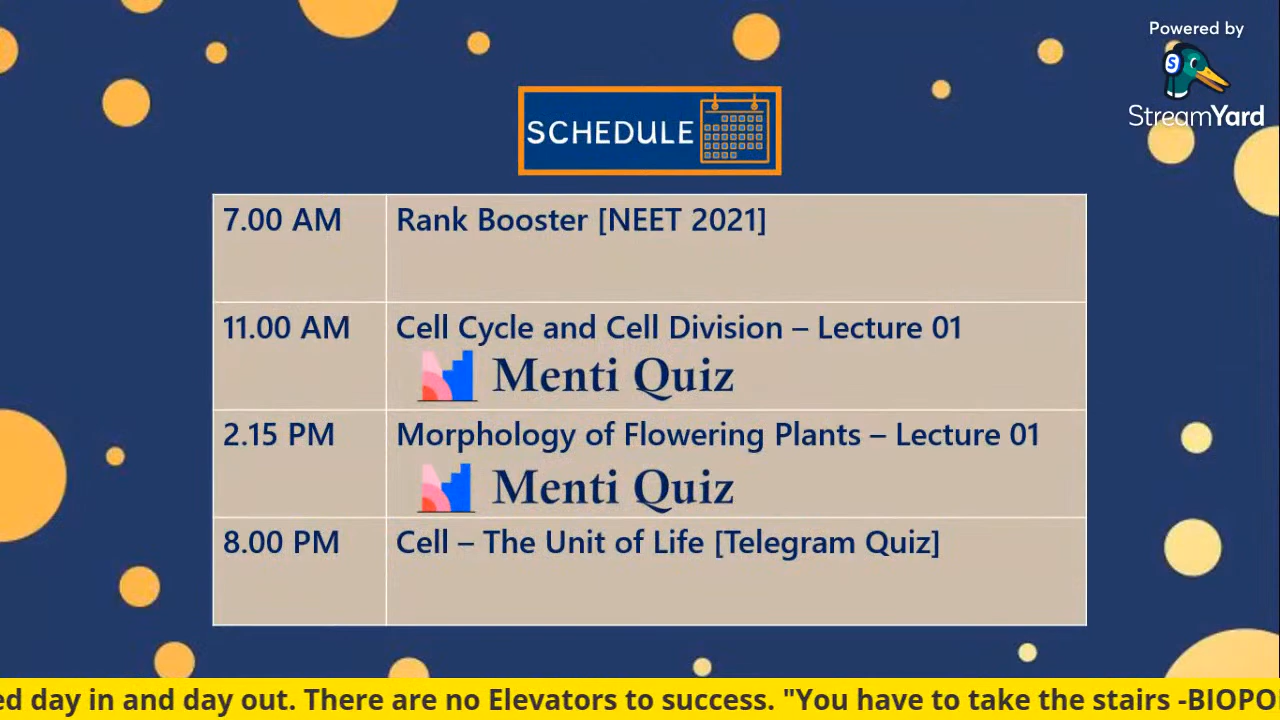 Powered by
StreamYard
SCHEDULE
7.00 AM Rank Booster [NEET 2021]
11.00 AM Cell Cycle and Cell Division – Lecture 01
Menti Quiz
2.15 PM Morphology of Flowering Plants – Lecture 01
Menti Quiz
8.00 PM Cell – The Unit of Life [Telegram Quiz]
day in and day out. There are no Elevators to success. "You have to take the stairs -BIOPO